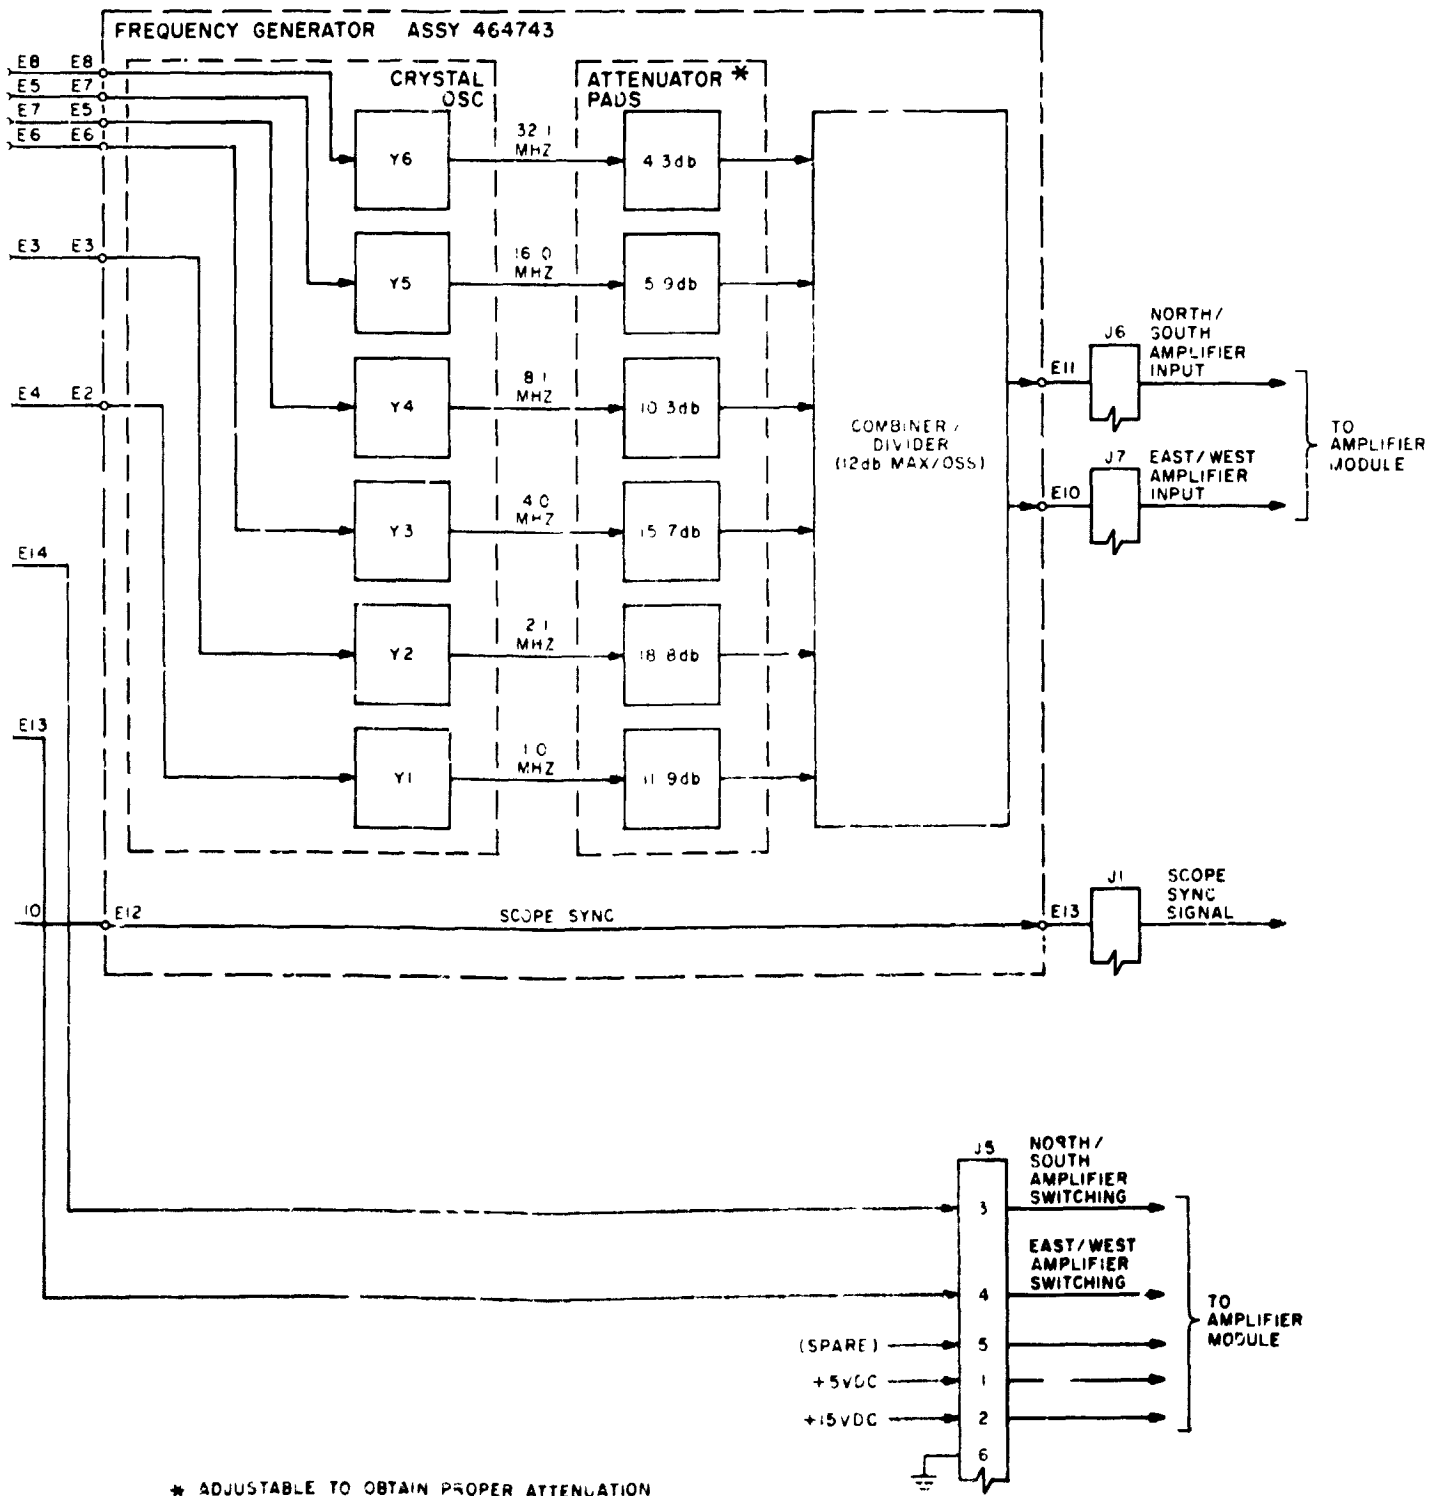 FREQUENCY GENERATOR ASSY 464743
E8 E8
E5 E7
E7 E5
E6 E6
E3 E3
E4 E2
E14
E13
10
E12
CRYSTAL
OSC
ATTENUATOR *
PADS
Y6
32.1
MHZ
4.3db
Y5
16.0
MHZ
5.9db
Y4
8.1
MHZ
10.3db
Y3
4.0
MHZ
15.7db
Y2
2.1
MHZ
18.8db
Y1
1.0
MHZ
11.9db
COMBINER/
DIVIDER
(12db MAX/OSS)
E11
J6
NORTH/
SOUTH
AMPLIFIER
INPUT
E10
J7
EAST/WEST
AMPLIFIER
INPUT
TO
AMPLIFIER
MODULE
SCOPE SYNC
E13
J1
SCOPE
SYNC
SIGNAL
J5
3
NORTH/
SOUTH
AMPLIFIER
SWITCHING
4
EAST/WEST
AMPLIFIER
SWITCHING
(SPARE) 5
+5VDC 1
+15VDC 2
6
TO
AMPLIFIER
MODULE
* ADJUSTABLE TO OBTAIN PROPER ATTENUATION